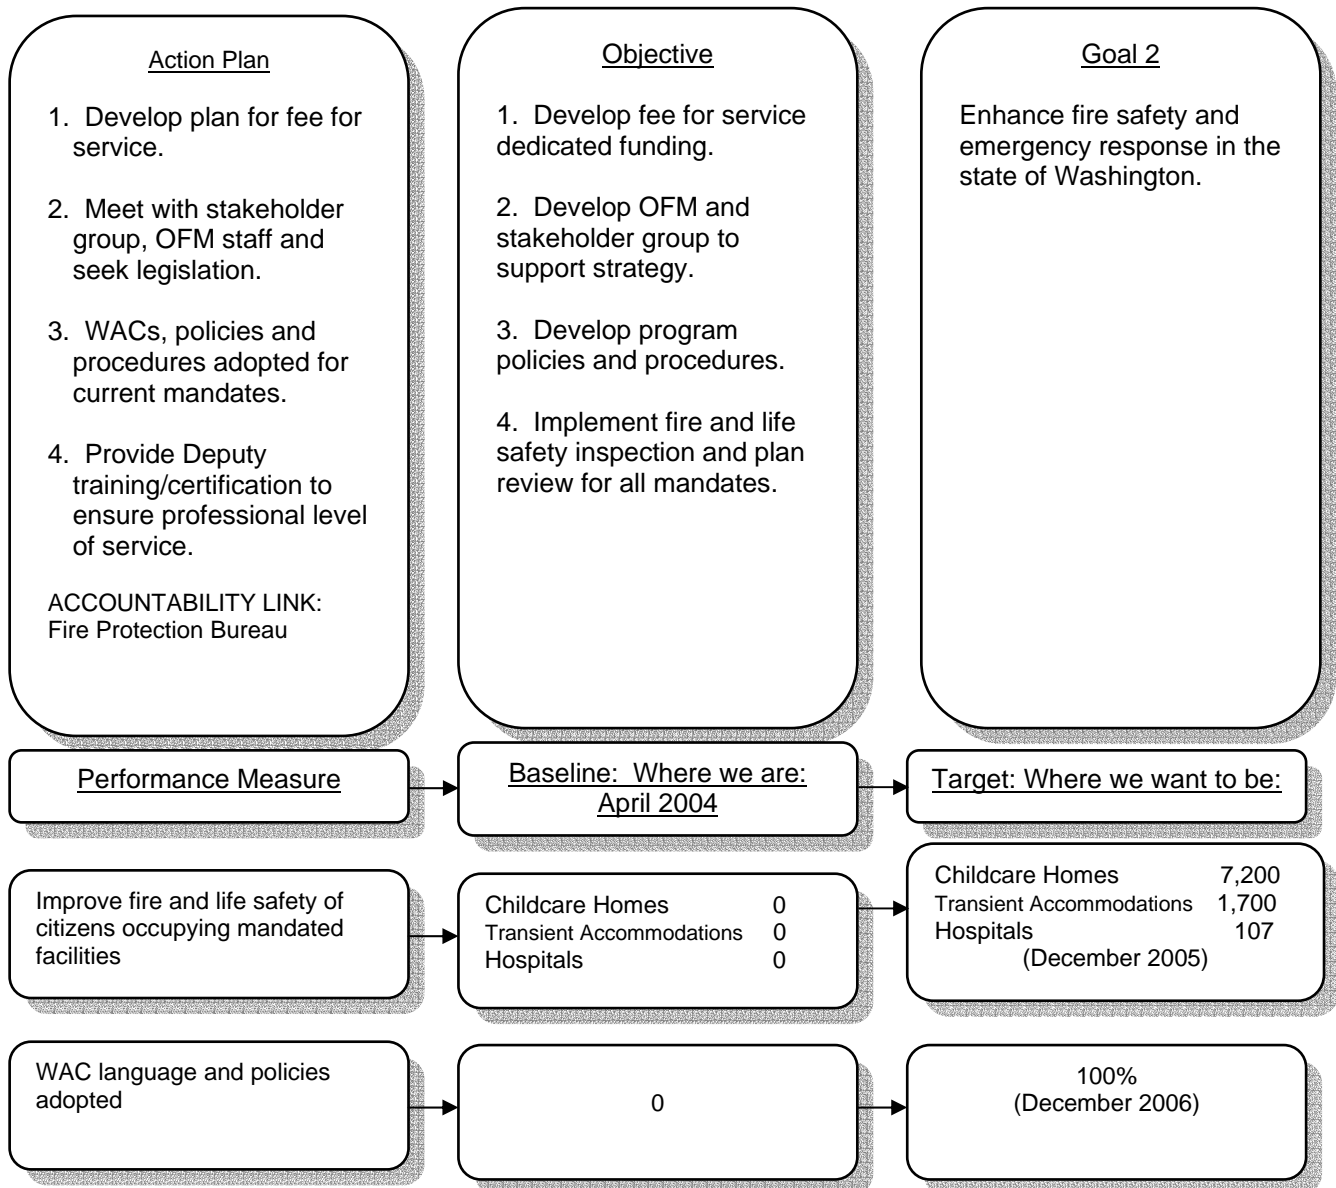 Action Plan
1. Develop plan for fee for
service.
2. Meet with stakeholder
group, OFM staff and
seek legislation.
3. WACs, policies and
procedures adopted for
current mandates.
4. Provide Deputy
training/certification to
ensure professional level
of service.
ACCOUNTABILITY LINK:
Fire Protection Bureau
Objective
1. Develop fee for service
dedicated funding.
2. Develop OFM and
stakeholder group to
support strategy.
3. Develop program
policies and procedures.
4. Implement fire and life
safety inspection and plan
review for all mandates.
Goal 2
Enhance fire safety and
emergency response in the
state of Washington.
Performance Measure
Baseline: Where we are:
April 2004
Target: Where we want to be:
Improve fire and life safety of
citizens occupying mandated
facilities
Childcare Homes 0
Transient Accommodations 0
Hospitals 0
Childcare Homes 7,200
Transient Accommodations 1,700
Hospitals 107
(December 2005)
WAC language and policies
adopted
0
100%
(December 2006)